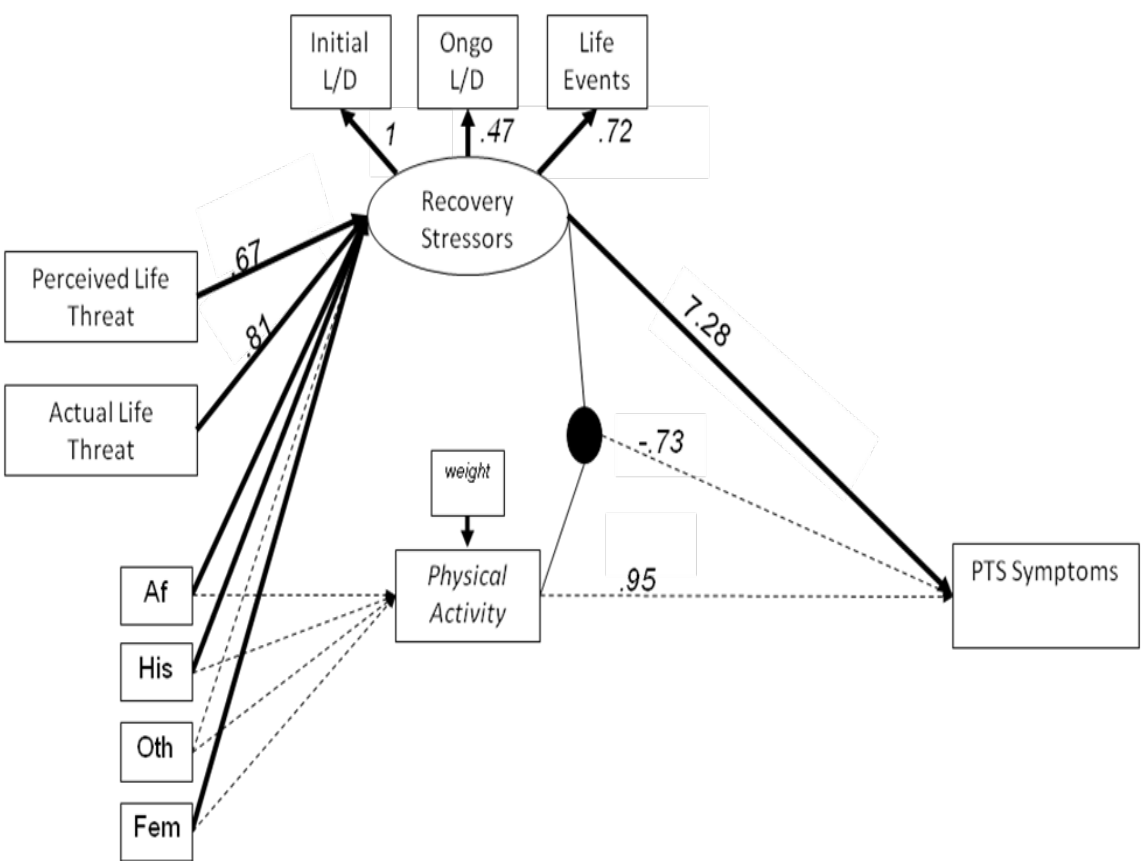 Initial
L/D
Ongo
L/D
Life
Events
1
.47
.72
Recovery
Stressors
.67
Perceived Life
Threat
.81
7.28
Actual Life
Threat
-.73
weight
Physical
Activity
.95
PTS Symptoms
Af
His
Oth
Fem